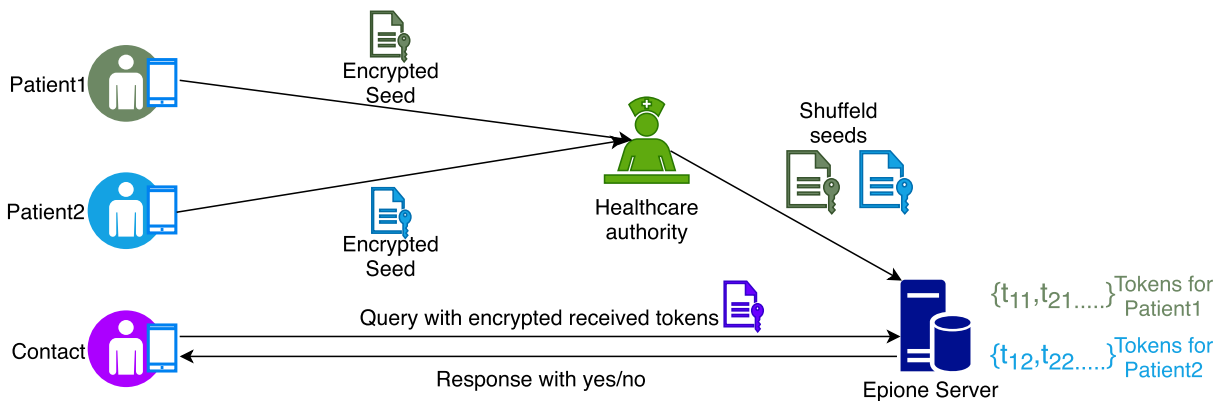 Patient1
Encrypted
Seed
Shuffeld
seeds
Patient2
Encrypted
Seed
Healthcare
authority
{t11,t21.....}
Tokens for
Patient1
Contact
Query with encrypted received tokens
Response with yes/no
{t12,t22.....}
Tokens for
Patient2
Epione Server